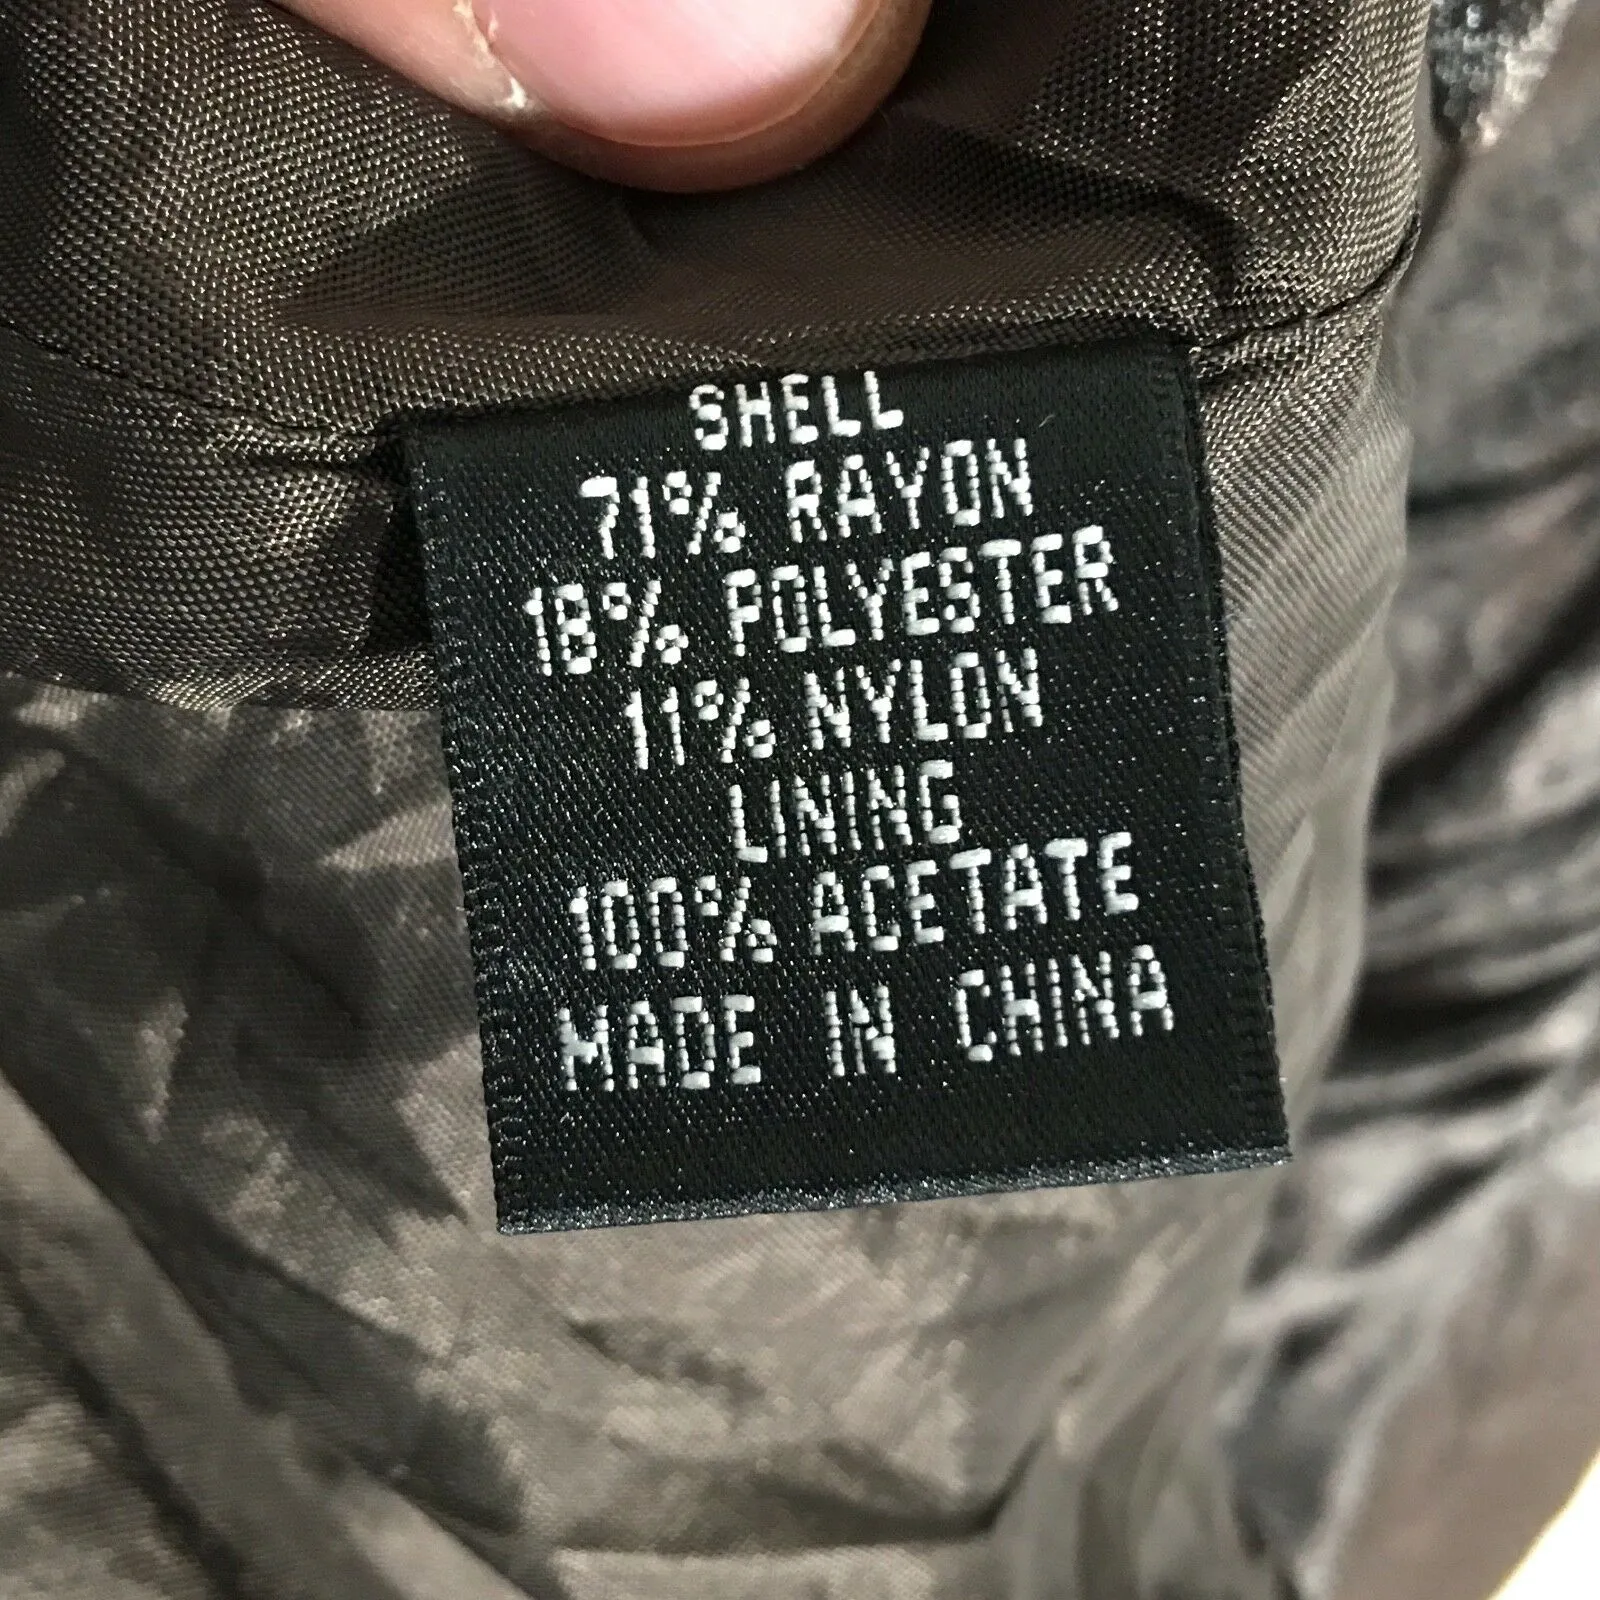 SHELL
71% RAYON
18% POLYESTER
11% NYLON
LINING
100% ACETATE
MADE IN CHINA